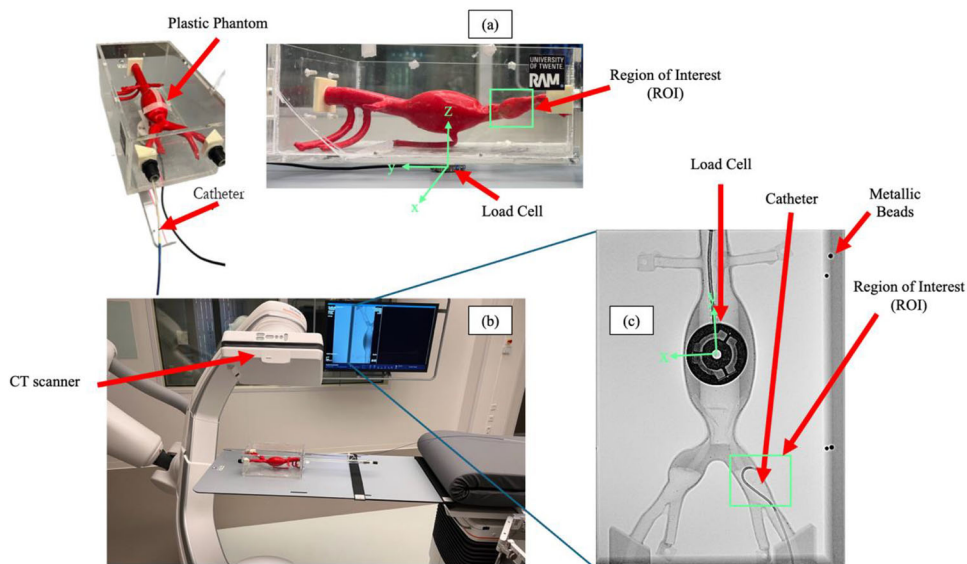 Plastic Phantom
(a)
UNIVERSITY
OF TWENTE.
RAM
Region of Interest
(ROI)
z
y
x
Catheter
Load Cell
Load Cell
Catheter
Metallic
Beads
Region of Interest
(ROI)
(b)
CT scanner
(c)
y
X